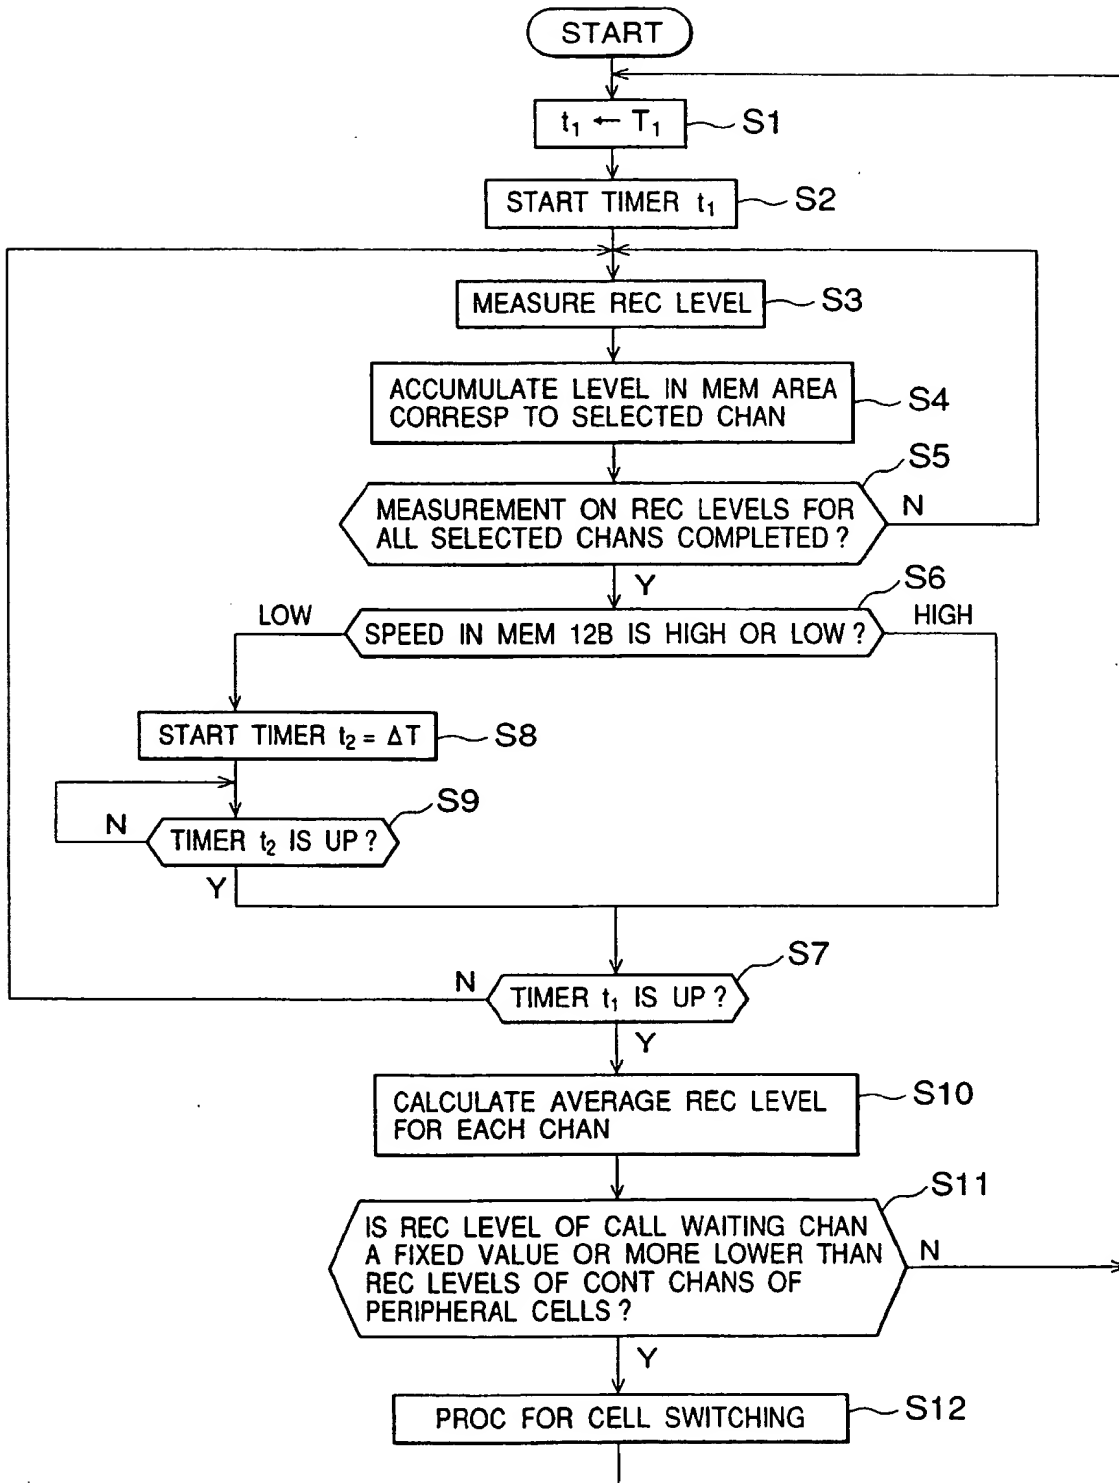 START
t₁ ← T₁
S1
START TIMER t₁
S2
MEASURE REC LEVEL
S3
ACCUMULATE LEVEL IN MEM AREA
CORRESP TO SELECTED CHAN
S4
S5
MEASUREMENT ON REC LEVELS FOR
ALL SELECTED CHANS COMPLETED ?
N
Y
S6
LOW
SPEED IN MEM 12B IS HIGH OR LOW ?
HIGH
START TIMER t₂ = ΔT
S8
S9
N
TIMER t₂ IS UP ?
Y
S7
N
TIMER t₁ IS UP ?
Y
CALCULATE AVERAGE REC LEVEL
FOR EACH CHAN
S10
S11
IS REC LEVEL OF CALL WAITING CHAN
A FIXED VALUE OR MORE LOWER THAN
REC LEVELS OF CONT CHANS OF
PERIPHERAL CELLS ?
N
Y
PROC FOR CELL SWITCHING
S12